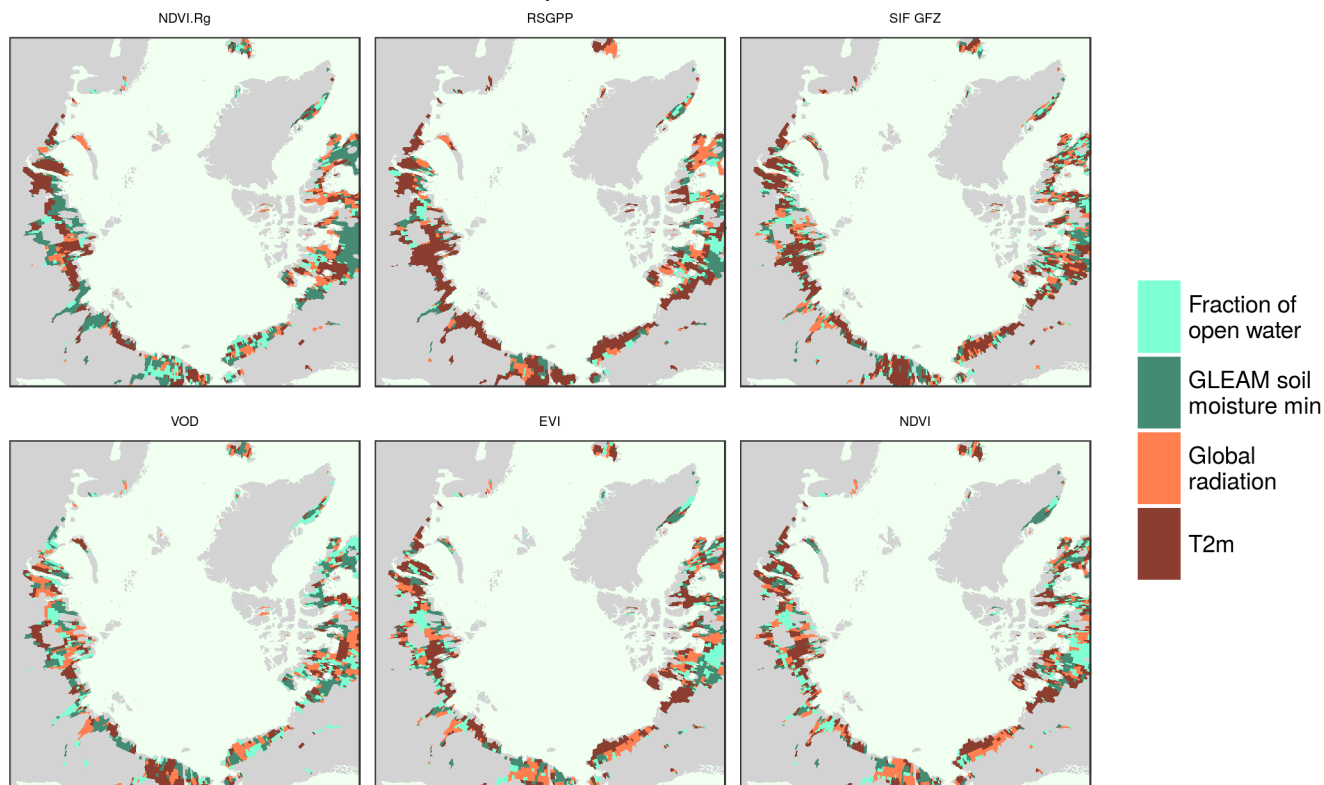 NDVI.Rg
RSGPP
SIF GFZ
Fraction of
open water
GLEAM soil
moisture min
Global
radiation
T2m
VOD
EVI
NDVI